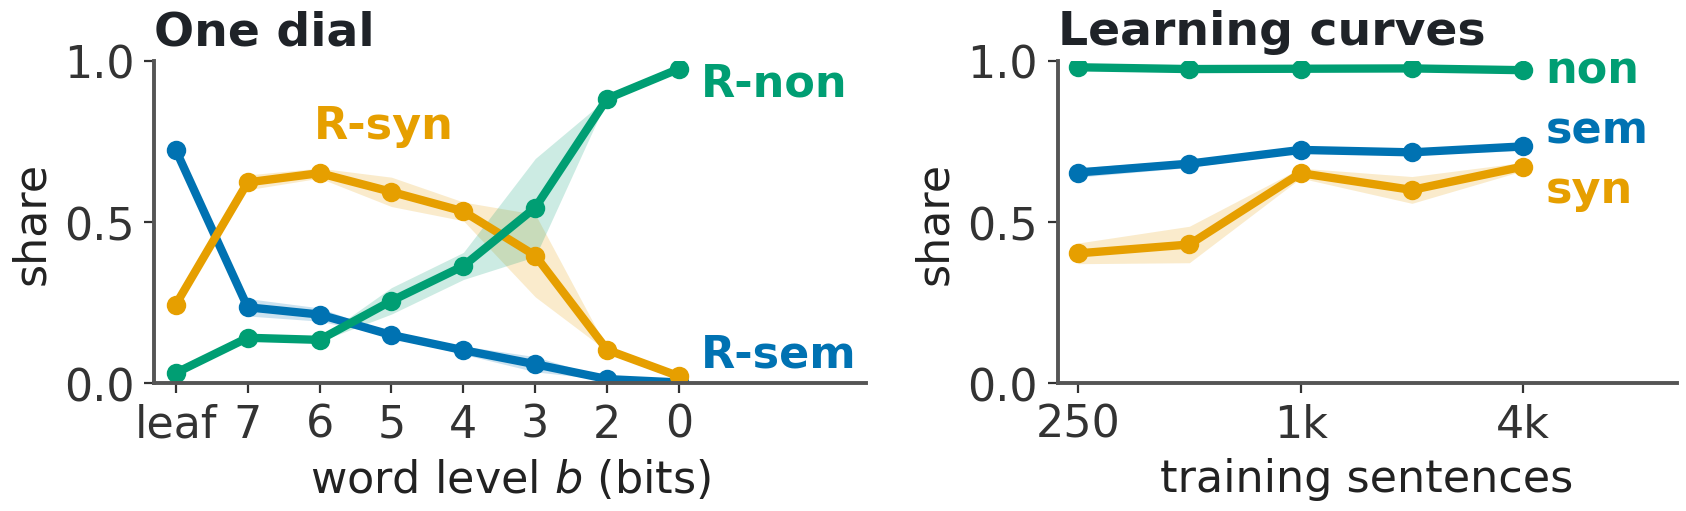 One dial
1.0
0.5
0.0
share
R-non
R-syn
R-sem
leaf 7 6 5 4 3 2 0
word level b (bits)
Learning curves
1.0
0.5
0.0
share
non
sem
syn
250 1k 4k
training sentences